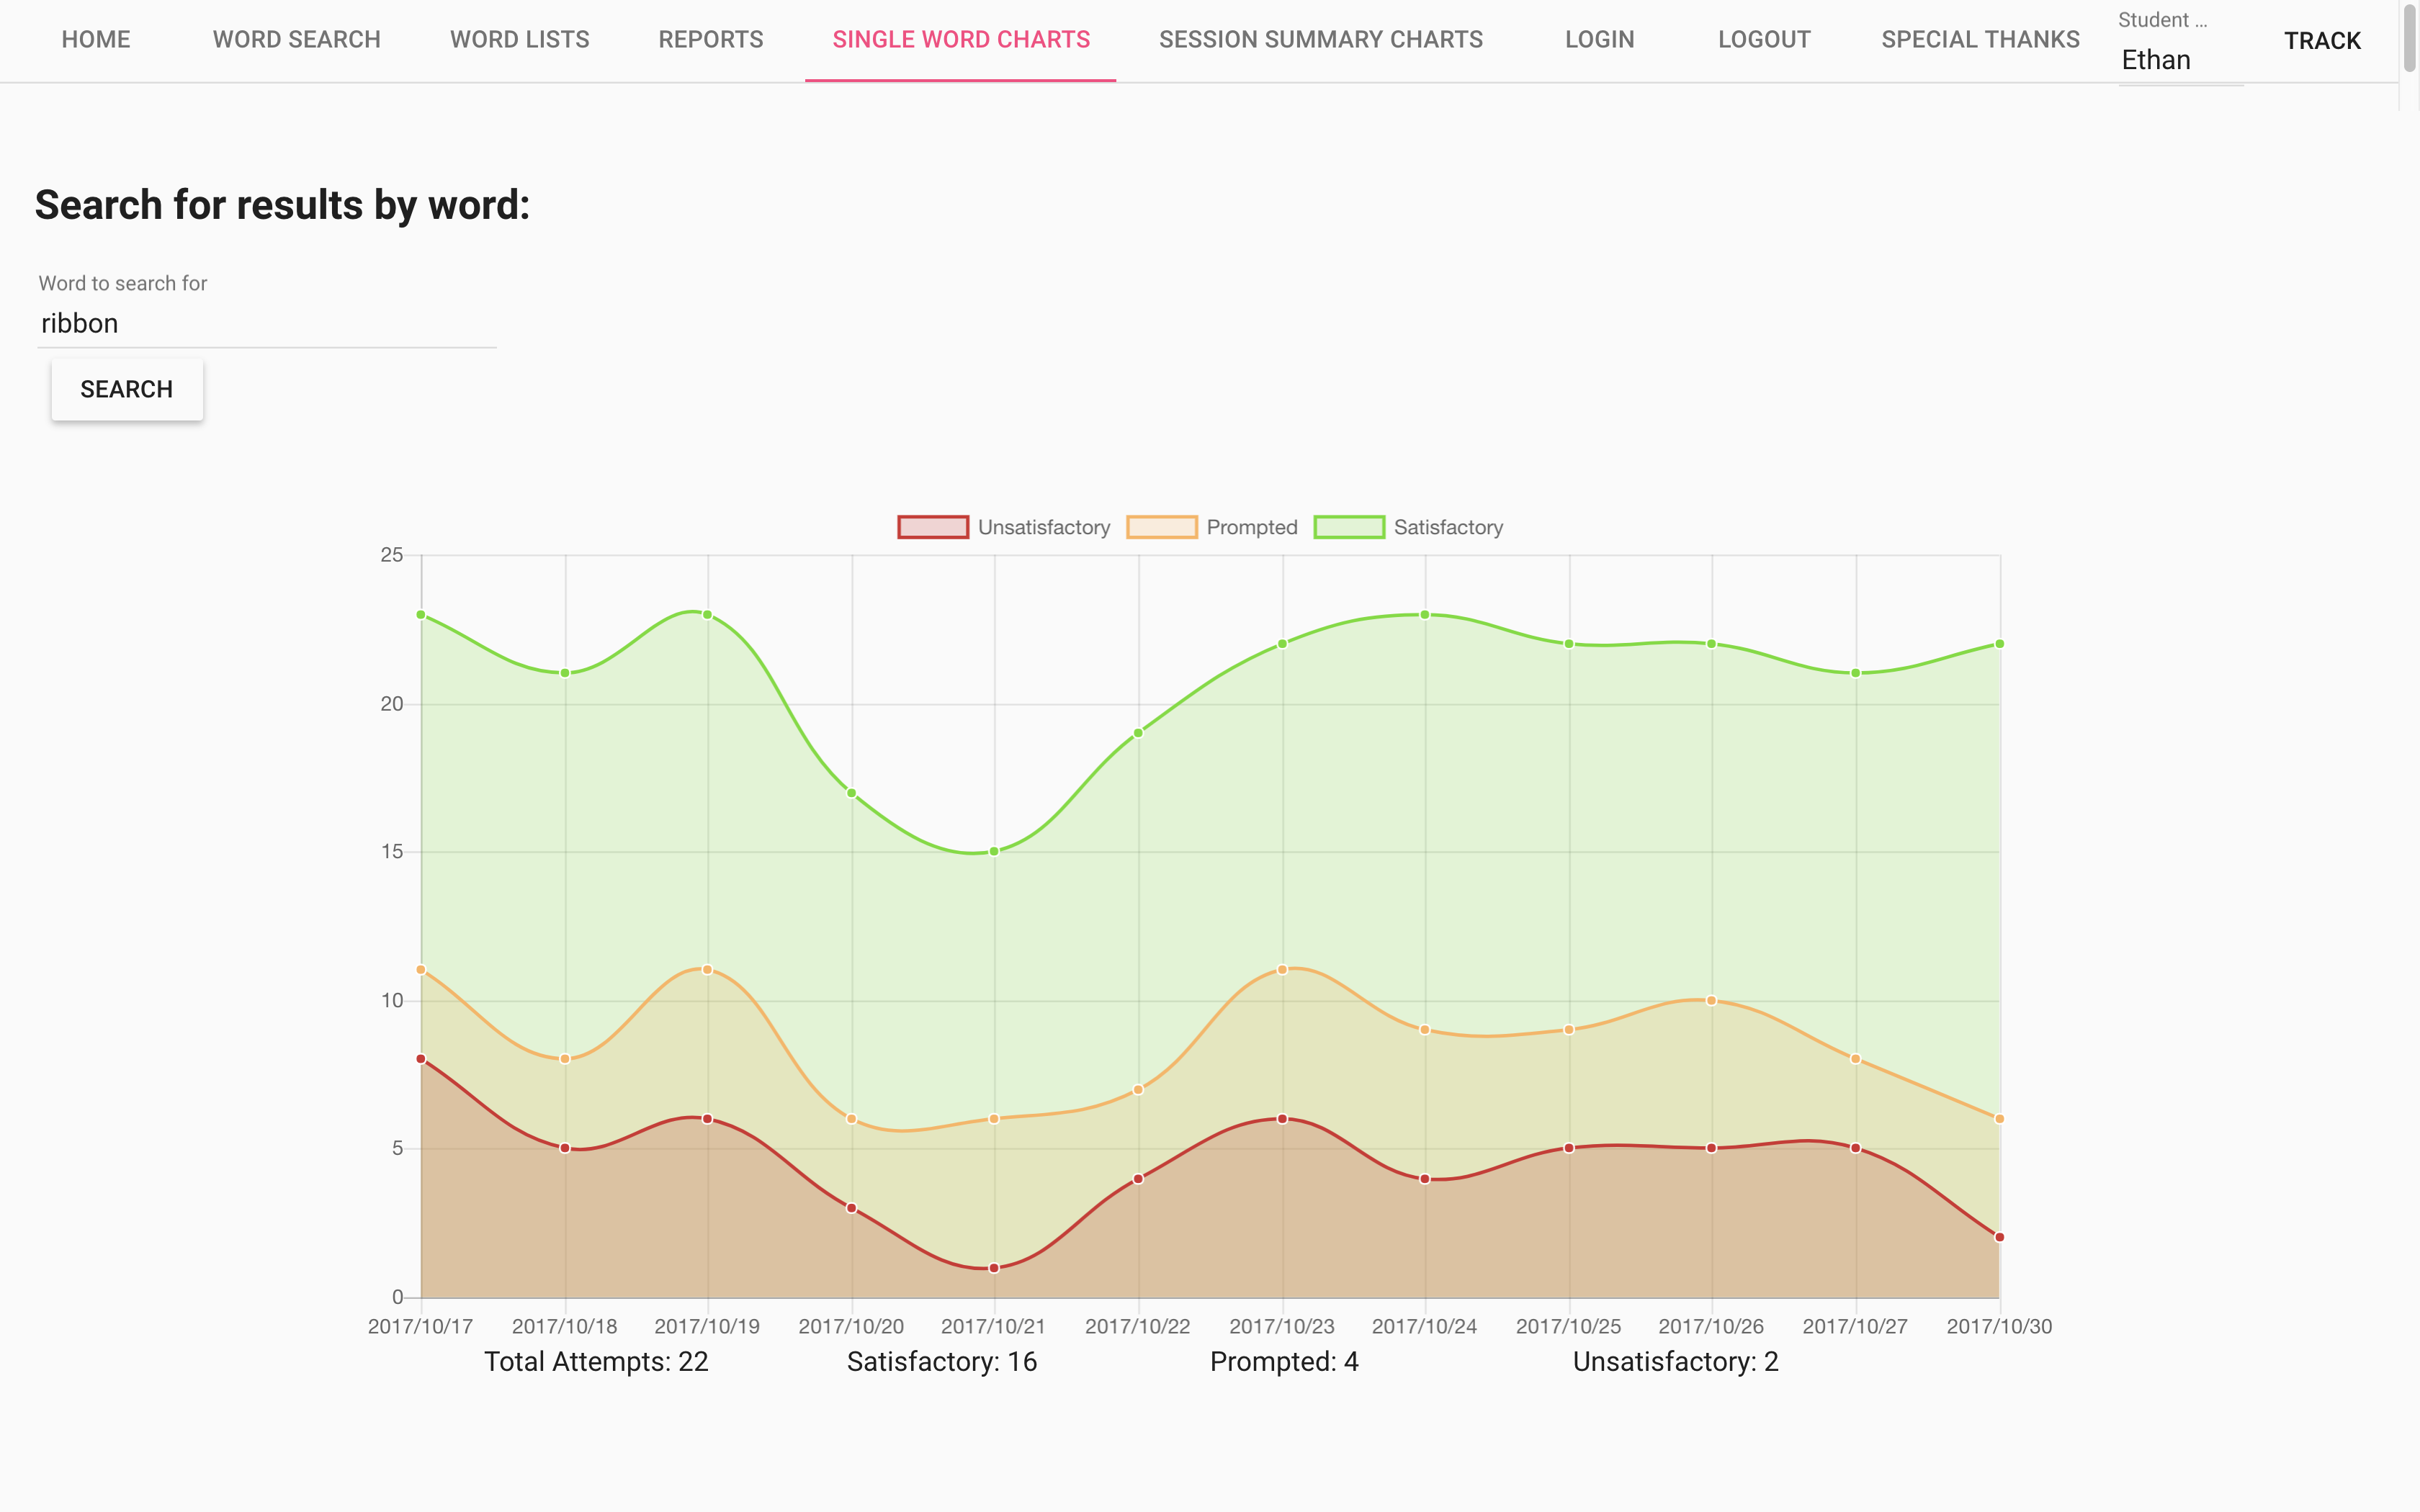 HOME WORD SEARCH WORD LISTS REPORTS SINGLE WORD CHARTS SESSION SUMMARY CHARTS LOGIN LOGOUT SPECIAL THANKS Student ... TRACK
Ethan
Search for results by word:
Word to search for
ribbon
SEARCH
Unsatisfactory Prompted Satisfactory
25
20
15
10
5
0
2017/10/17 2017/10/18 2017/10/19 2017/10/20 2017/10/21 2017/10/22 2017/10/23 2017/10/24 2017/10/25 2017/10/26 2017/10/27 2017/10/30
Total Attempts: 22 Satisfactory: 16 Prompted: 4 Unsatisfactory: 2